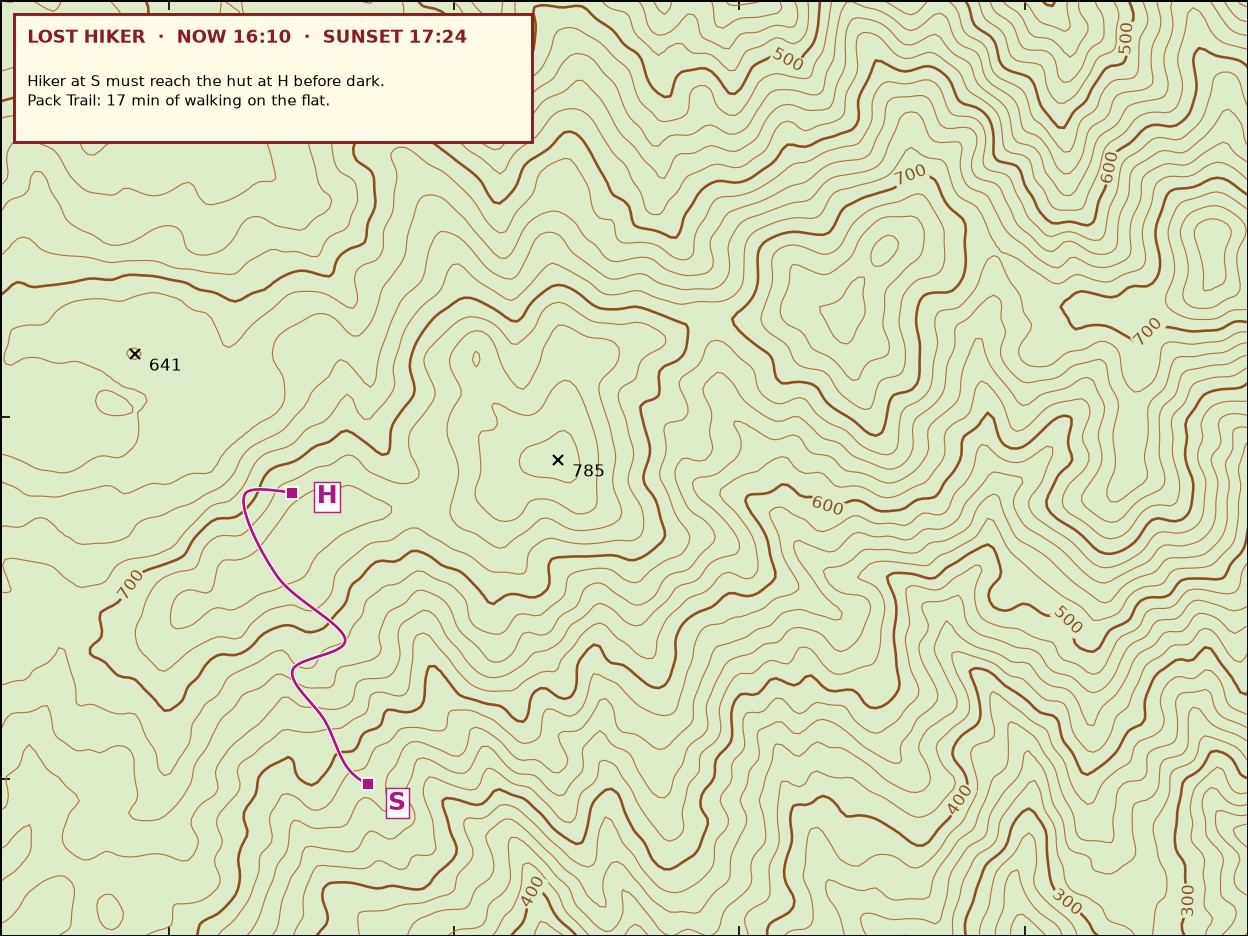 LOST HIKER · NOW 16:10 · SUNSET 17:24
Hiker at S must reach the hut at H before dark.
Pack Trail: 17 min of walking on the flat.
500
500
600
700
700
641
785
H
600
700
500
S
400
400
300
300